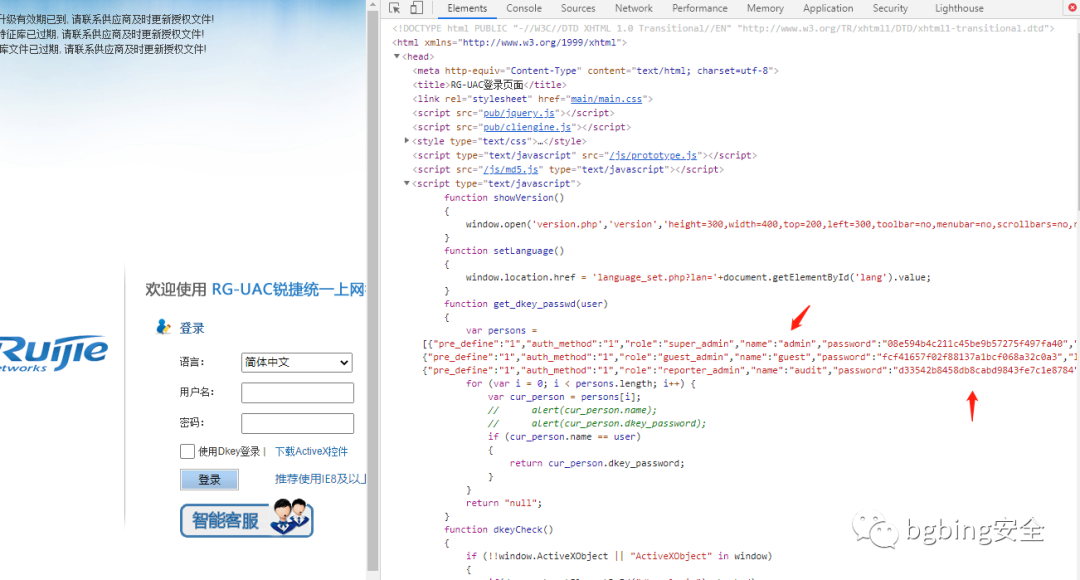 升级有效期已到, 请联系供应商及时更新授权文件!
特征库已过期, 请联系供应商及时更新授权文件!
库文件已过期, 请联系供应商及时更新授权文件!
欢迎使用 RG-UAC锐捷统一上网
登录
Ruijie
etworks
语言: 简体中文
用户名:
密码:
使用Dkey登录 | 下载ActiveX控件
登录 推荐使用IE8及以上
智能客服
Elements Console Sources Network Performance Memory Application Security Lighthouse
<!DOCTYPE html PUBLIC "-//W3C//DTD XHTML 1.0 Transitional//EN" "http://www.w3.org/TR/xhtml1/DTD/xhtml1-transitional.dtd">
<html xmlns="http://www.w3.org/1999/xhtml">
<head>
<meta http-equiv="Content-Type" content="text/html; charset=utf-8">
<title>RG-UAC登录页面</title>
<link rel="stylesheet" href="main/main.css">
<script src="pub/jquery.js"></script>
<script src="pub/cliengine.js"></script>
<style type="text/css">…</style>
<script type="text/javascript" src="/js/prototype.js"></script>
<script src="/js/md5.js" type="text/javascript"></script>
<script type="text/javascript">
function showVersion()
{
window.open('version.php','version','height=300,width=400,top=200,left=300,toolbar=no,menubar=no,scrollbars=no,r
}
function setLanguage()
{
window.location.href = 'language_set.php?lan='+document.getElementById('lang').value;
}
function get_dkey_passwd(user)
{
var persons =
[{"pre_define":"1","auth_method":"1","role":"super_admin","name":"admin","password":"08e594b4c211c45be9b57275f497fa40","
{"pre_define":"1","auth_method":"1","role":"guest_admin","name":"guest","password":"fcf41657f02f88137a1bcf068a32c0a3","l
{"pre_define":"1","auth_method":"1","role":"reporter_admin","name":"audit","password":"d33542b8458db8cabd9843fe7c1e8784"
for (var i = 0; i < persons.length; i++) {
var cur_person = persons[i];
// alert(cur_person.name);
// alert(cur_person.dkey_password);
if (cur_person.name == user)
{
return cur_person.dkey_password;
}
}
return "null";
}
function dkeyCheck()
{
if (!!window.ActiveXObject || "ActiveXObject" in window)
{
bgbing安全